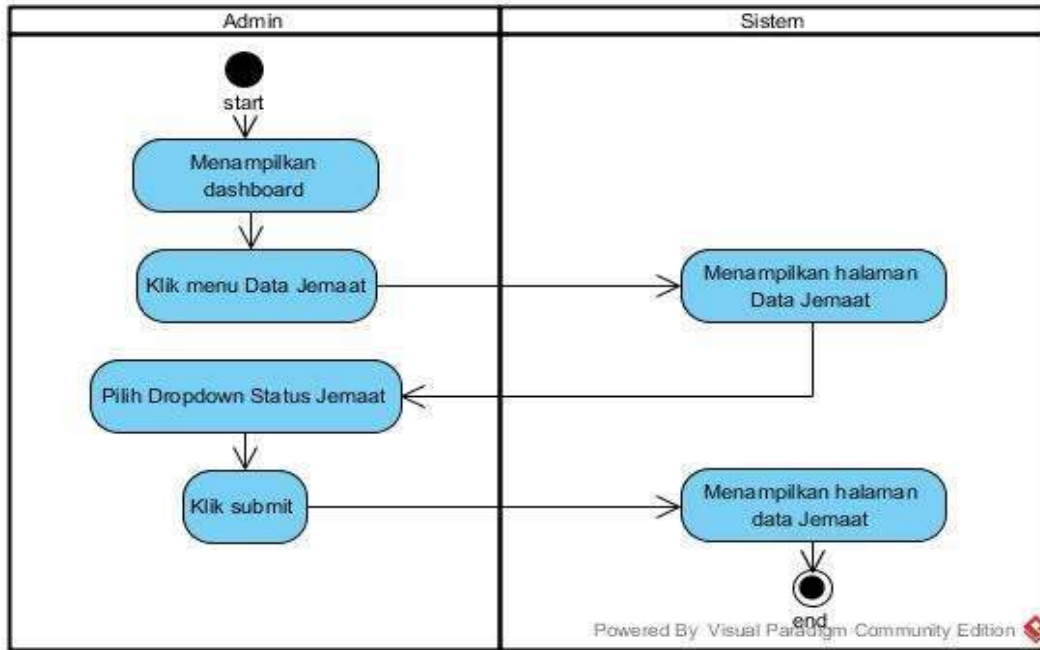 Admin
Sistem
start
Menampilkan
dashboard
Klik menu Data Jemaat
Menampilkan halaman
Data Jemaat
Pilih Dropdown Status Jemaat
Klik submit
Menampilkan halaman
data Jemaat
end
Powered By Visual Paradigm Community Edition